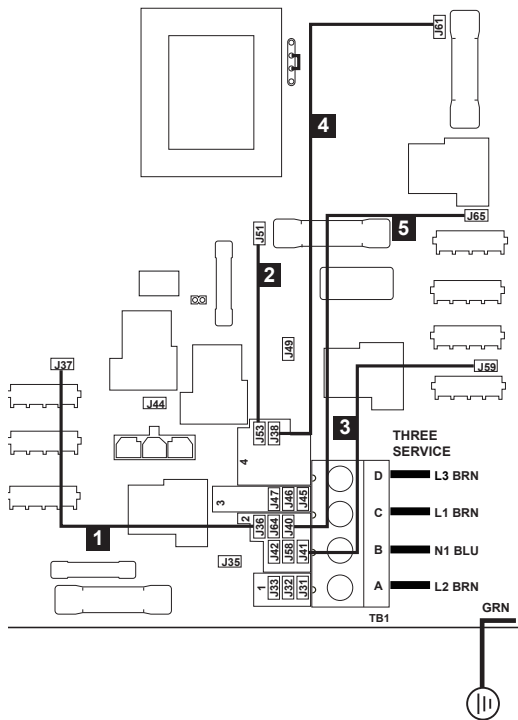 J61
4
5
J65
J51
2
J49
J37
J59
J44
J53
J38
3
4
THREE
SERVICE
D
L3 BRN
3
J47
J46
J45
C
L1 BRN
2
J36
J64
J40
1
J42
J58
J41
B
N1 BLU
J35
1
J33
J32
J31
A
L2 BRN
TB1
GRN